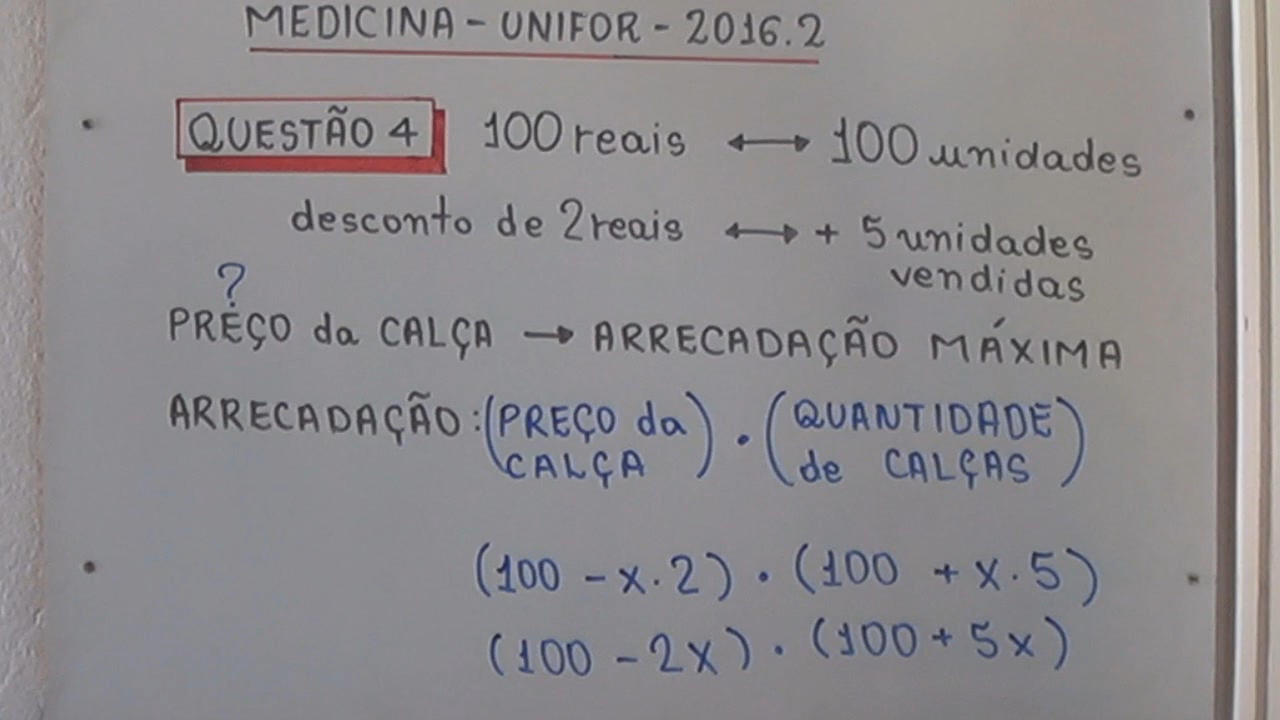 MEDICINA - UNIFOR - 2016.2
QUESTÃO 4 100 reais ↔ 100 unidades
desconto de 2 reais ↔ + 5 unidades
vendidas
?
PREÇO da CALÇA → ARRECADAÇÃO MÁXIMA
ARRECADAÇÃO: (PREÇO da CALÇA) . (QUANTIDADE de CALÇAS)
(100 - x.2) . (100 + x.5)
(100 - 2x) . (100 + 5x)